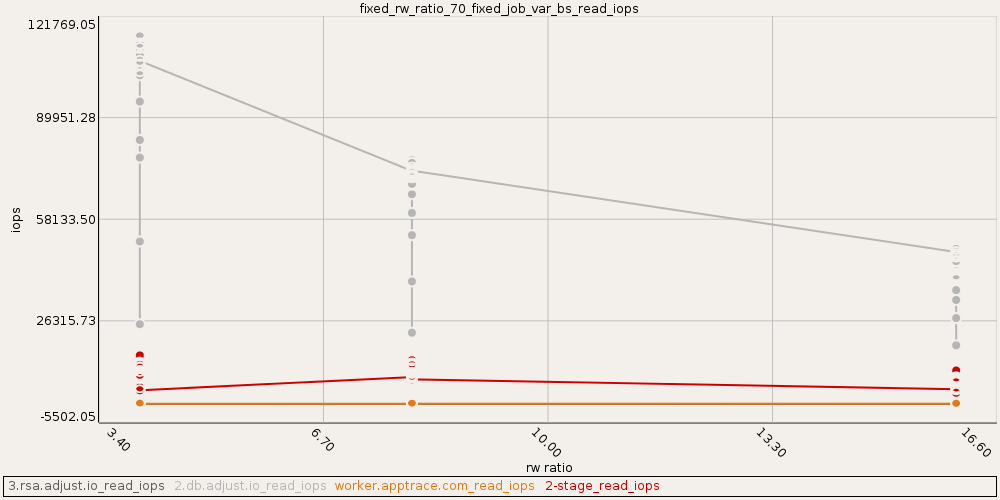 fixed_rw_ratio_70_fixed_job_var_bs_read_iops
121769.05
89951.28
58133.50
26315.73
-5502.05
iops
3.40
6.70
10.00
13.30
16.60
rw ratio
3.rsa.adjust.io_read_iops 2.db.adjust.io_read_iops worker.apptrace.com_read_iops 2-stage_read_iops